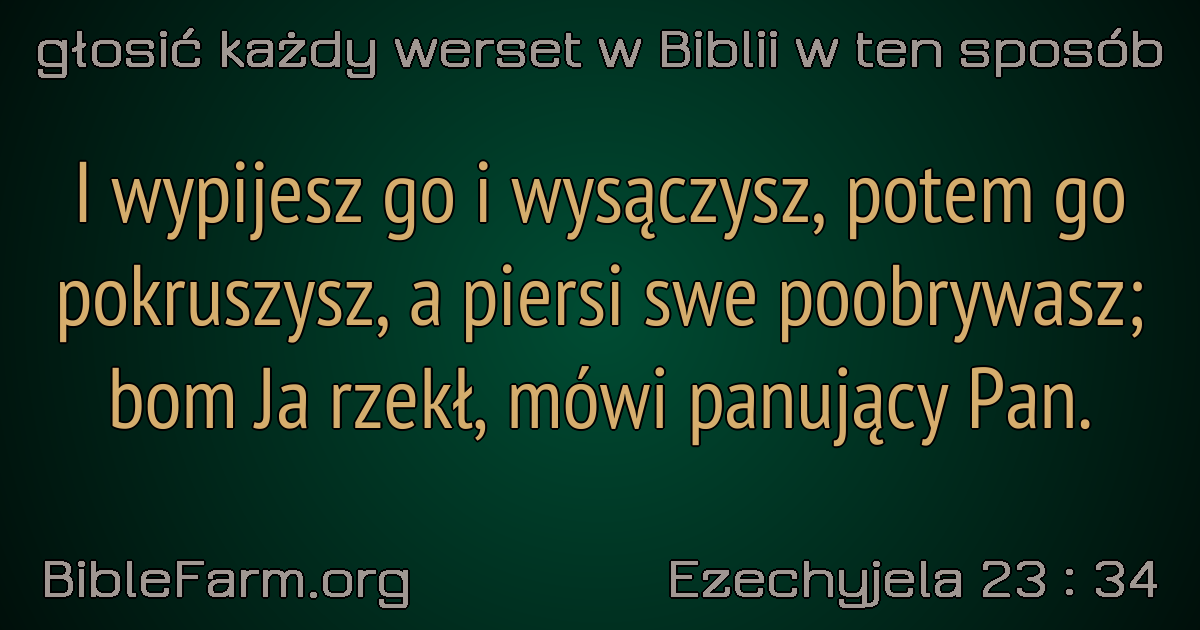 głosić każdy werset w Biblii w ten sposób
I wypijesz go i wysączysz, potem go
pokruszysz, a piersi swe poobrywasz;
bom Ja rzekł, mówi panujący Pan.
BibleFarm.org
Ezechyjela 23 : 34